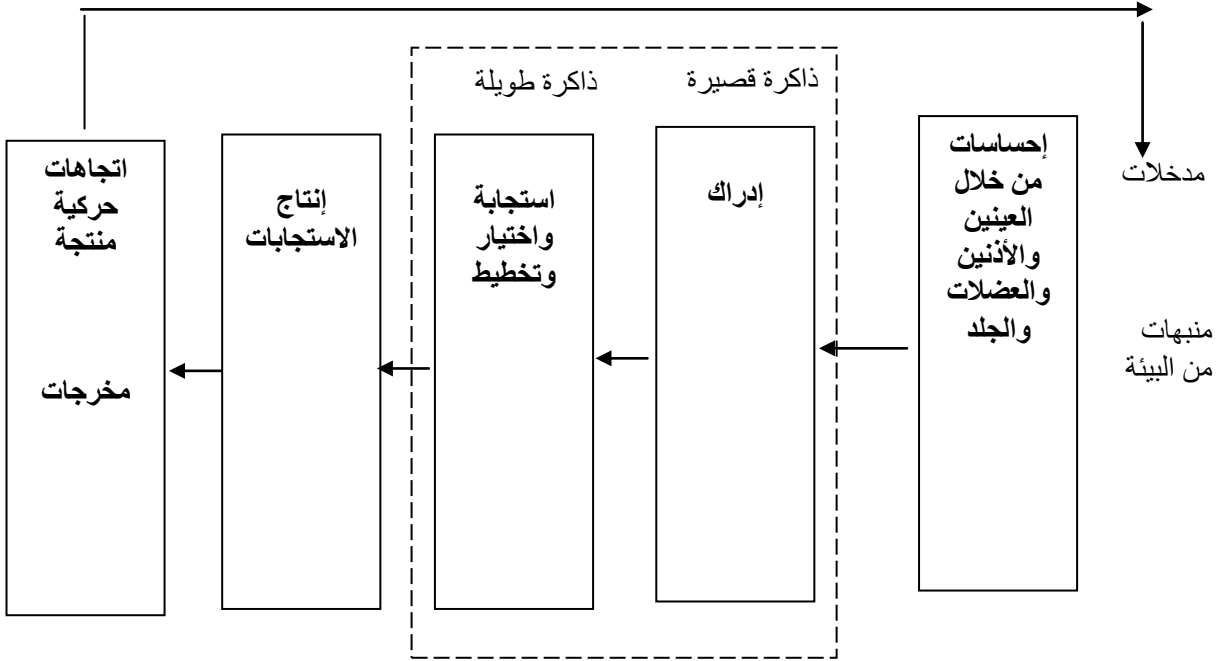 ذاكرة قصيرة
ذاكرة طويلة
مدخلات
منبهات
من البيئة
إحساسات
من خلال
العينين
والأذنين
والعضلات
والجلد
إدراك
استجابة
واختيار
وتخطيط
إنتاج
الاستجابات
اتجاهات
حركية
منتجة
مخرجات